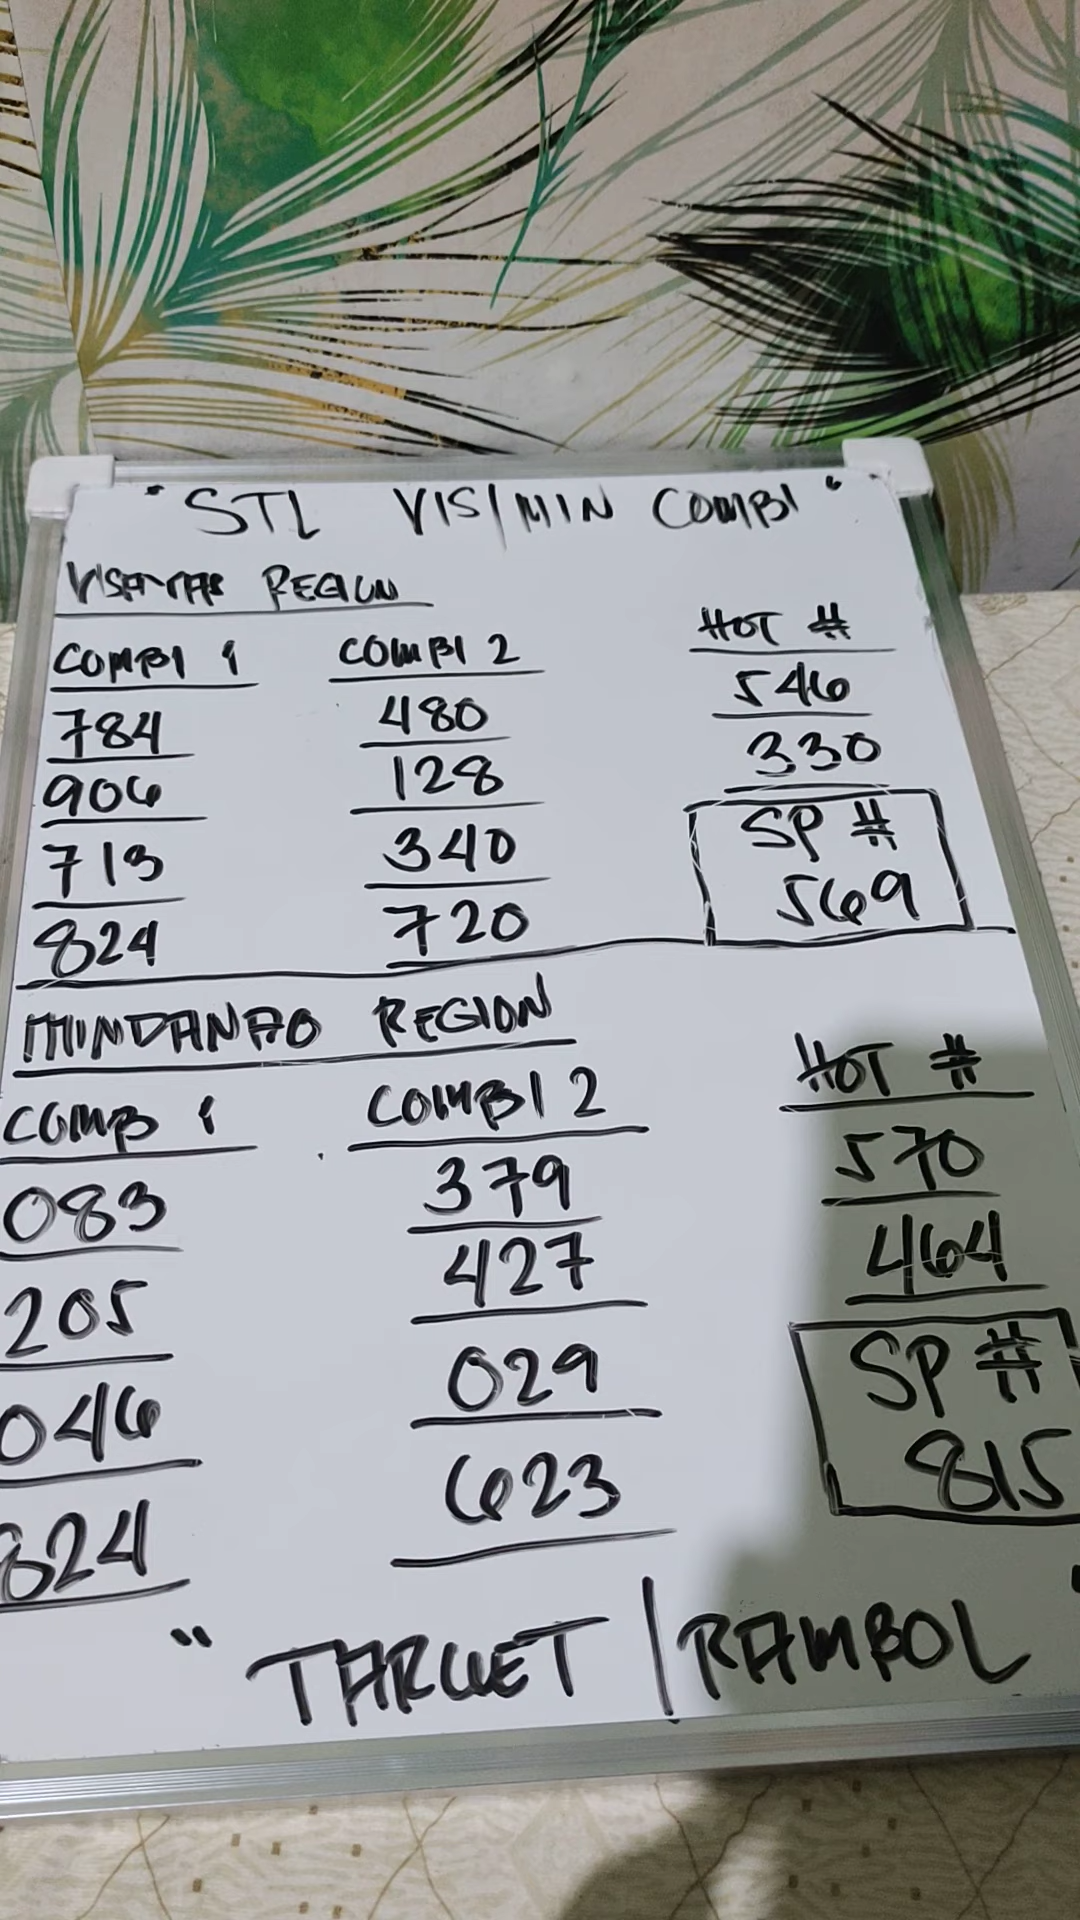 "STL VIS/MIN COMBI"
VISAYAS REGION
COMBI 1 COMBI 2 HOT #
784 480 546
906 128 330
713 340 SP #
824 720 569
MINDANAO REGION
COMB 1 COMBI 2 HOT #
083 379 570
205 427 464
046 029 SP #
824 623 815
"TARGET/RAMBOL"